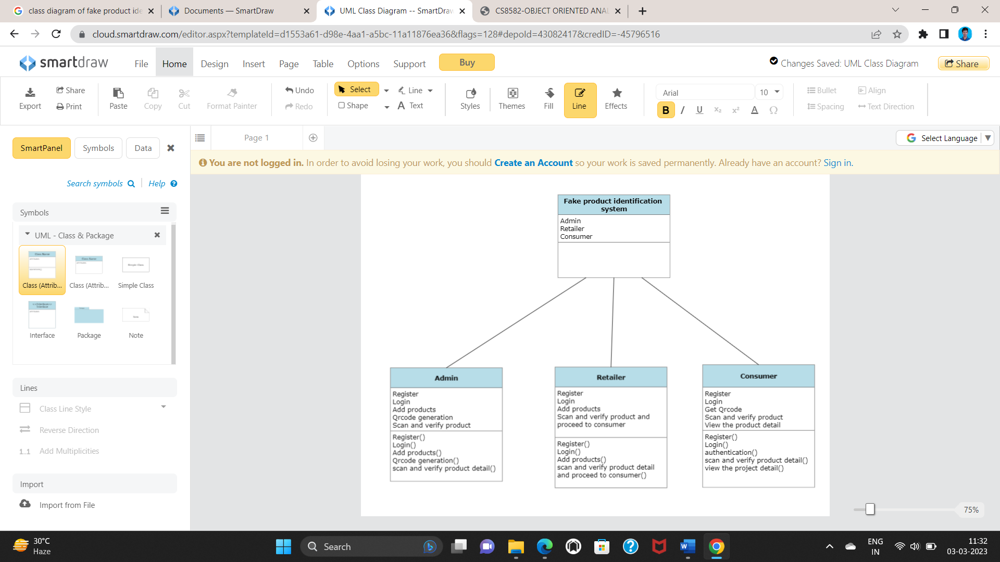 class diagram of fake product ide
Documents — SmartDraw
UML Class Diagram -- SmartDraw
CS8582-OBJECT ORIENTED ANAL
cloud.smartdraw.com/editor.aspx?templateId=d1553a61-d98e-4aa1-a5bc-11a11876ea36&flags=128#depoId=43082417&credID=-45796516
smartdraw
File Home Design Insert Page Table Options Support Buy
Changes Saved: UML Class Diagram
Share
Export
Share
Print
Paste
Copy
Cut
Format Painter
Undo
Redo
Select
Shape
Line
A Text
Styles
Themes
Fill
Line
Effects
Arial
10
B I U x₂ x² A Ω
Bullet
Spacing
Align
Text Direction
SmartPanel Symbols Data
Page 1
Select Language
You are not logged in. In order to avoid losing your work, you should Create an Account so your work is saved permanently. Already have an account? Sign in.
Search symbols
Help
Symbols
UML - Class & Package
Class Name
Class Name
Simple Class
Class (Attrib...
Class (Attrib...
Simple Class
Note
Interface
Package
Note
Lines
Class Line Style
Reverse Direction
1..1 Add Multiplicities
Import
Import from File
Fake product identification
system
Admin
Retailer
Consumer
Admin
Register
Login
Add products
Qrcode generation
Scan and verify product
Register()
Login()
Add products()
Qrcode generation()
scan and verify product detail()
Retailer
Register
Login
Add products
Scan and verify product and
proceed to consumer
Register()
Login()
Add products()
scan and verify product detail
and proceed to consumer()
Consumer
Register
Login
Get Qrcode
Scan and verify product
View the product detail
Register()
Login()
authentication()
scan and verify product detail()
view the project detail()
75%
30°C
Haze
Search
ENG
IN
11:32
03-03-2023